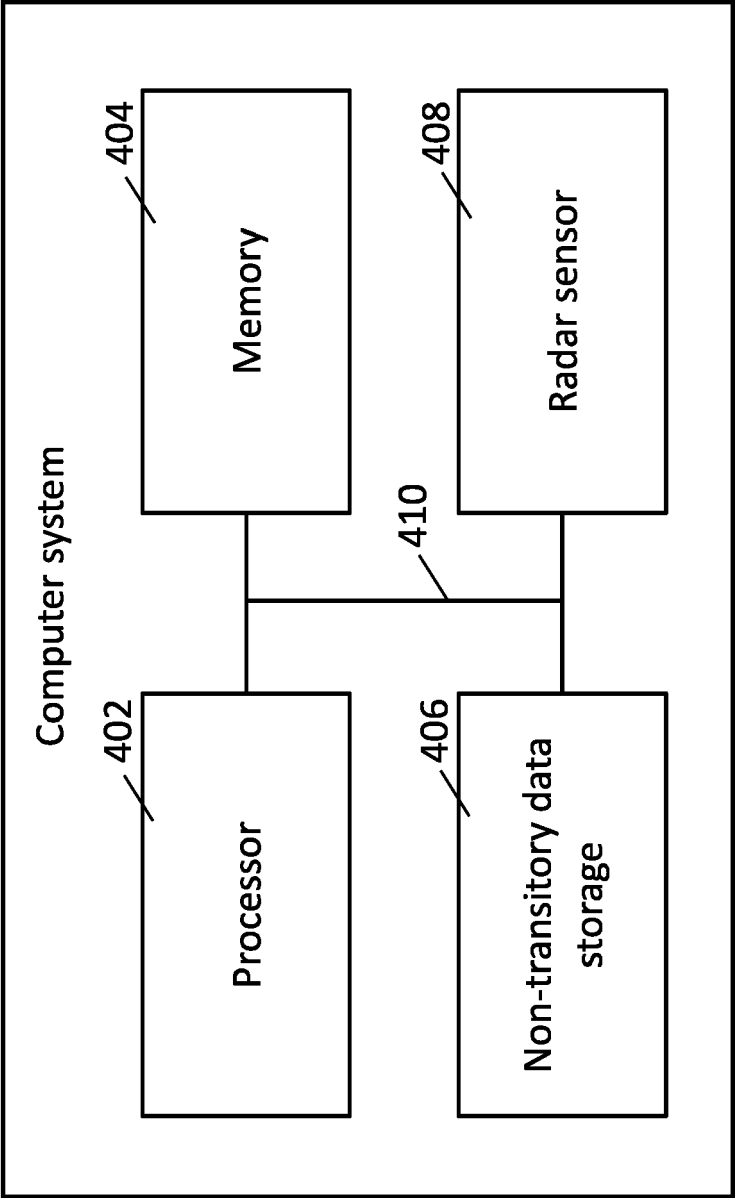 Computer system
402
404
Processor
Memory
410
406
408
Non-transitory data
storage
Radar sensor